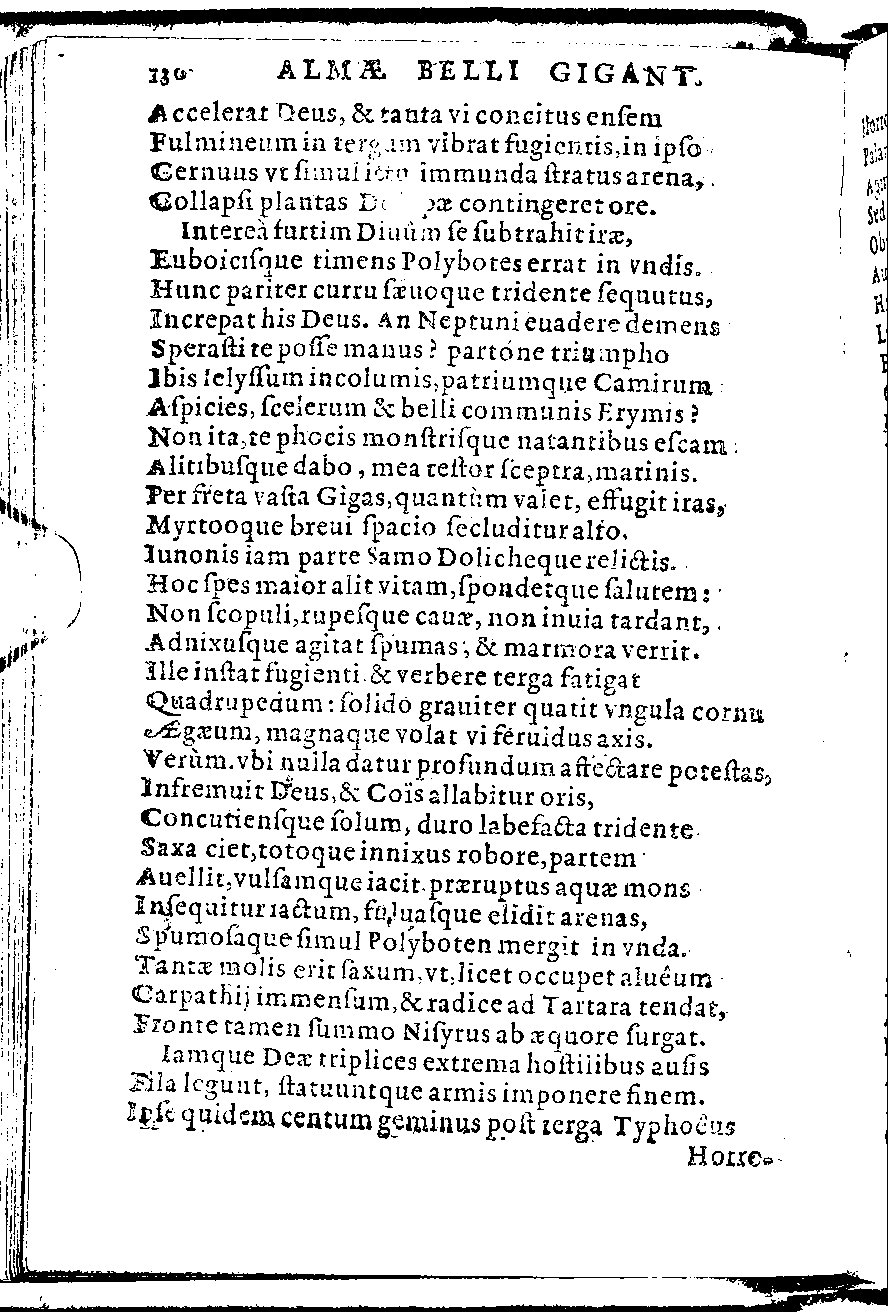 130 ALMÆ BELLI GIGANT.
Accelerat Deus, & tanta vi concitus enſem
Fulmineum in tergum vibrat fugientis, in ipſo
Cernuus vt ſimul immunda ſtratus arena,
Collapſi plantas contingeret ore.
Intereà furtim Diuûm ſe ſubtrahit iræ,
Euboiciſque timens Polybotes errat in vndis.
Hunc pariter curru ſæuoque tridente ſequutus,
Increpat his Deus. An Neptuni euadere demens
Speraſti te poſſe manus? partóne triumpho
Ibis Ielyſſum incolumis, patriumque Camirum
Aſpicies, ſcelerum & belli communis Erymis?
Non ita, te phocis monſtriſque natantibus eſcam
Alitibuſque dabo, mea teſtor ſceptra, marinis.
Per freta vaſta Gigas, quantùm valet, effugit iras,
Myrtooque breui ſpacio ſecluditur alto.
Iunonis iam parte Samo Dolicheque relictis.
Hoc ſpes maior alit vitam, ſpondetque ſalutem:
Non ſcopuli, rupeſque cauæ, non inuia tardant,
Adnixuſque agitat ſpumas, & marmora verrit.
Ille inſtat fugienti & verbere terga fatigat
Quadrupedum: ſolido grauiter quatit vngula cornu
Ægæum, magnaque volat vi feruidus axis.
Verùm vbi nulla datur profundum affectare poteſtas,
Infremuit Deus, & Coïs allabitur oris,
Concutienſque ſolum, duro labefacta tridente
Saxa ciet, totoque innixus robore, partem
Auellit, vulſamque iacit. præruptus aquæ mons
Inſequitur iactum, fuluaſque elidit arenas,
Spumoſaque ſimul Polyboten mergit in vnda.
Tantæ molis erit ſaxum, vt, licet occupet aluêum
Carpathij immenſum, & radice ad Tartara tendat,
Fronte tamen ſummo Niſyrus ab æquore ſurgat.
Iamque Deæ triplices extrema hoſtilibus auſis
Fila legunt, ſtatuuntque armis imponere finem.
Ipſe quidem centum geminus poſt terga Typhoêus
Horre-